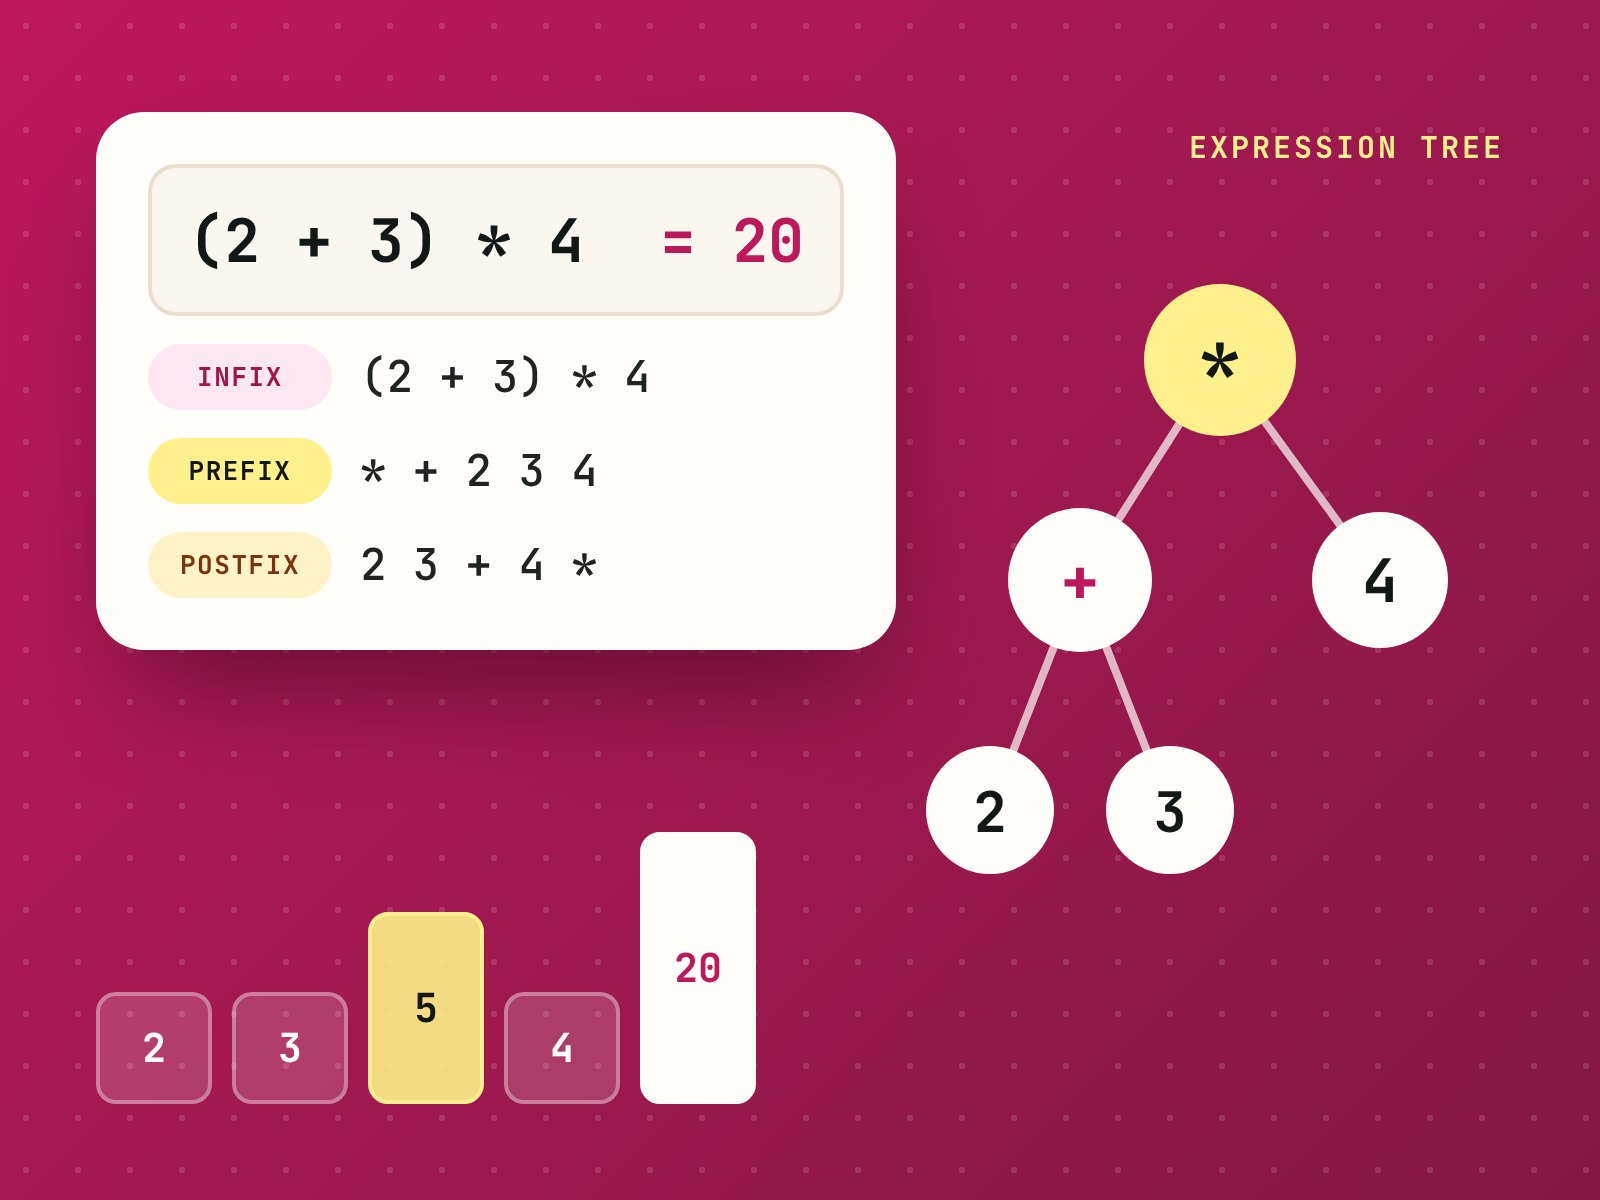 (2 + 3) * 4 = 20
INFIX (2 + 3) * 4
PREFIX * + 2 3 4
POSTFIX 2 3 + 4 *
EXPRESSION TREE
*
+ 4
2 3
2 3 5 4 20